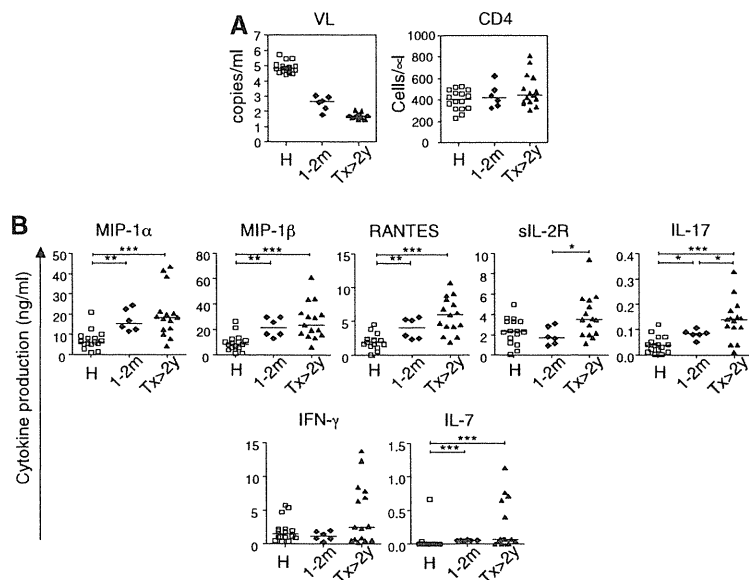 A
VL
CD4
copies/ml
7
6
5
4
3
2
1
0
H
1-2m
Tx>2y
Cells/∝l
1000
800
600
400
200
0
H
1-2m
Tx>2y
B
Cytokine production (ng/ml)
MIP-1α
***
**
50
40
30
20
10
0
H
1-2m
Tx>2y
MIP-1β
***
**
80
60
40
20
0
H
1-2m
Tx>2y
RANTES
***
**
15
10
5
0
H
1-2m
Tx>2y
sIL-2R
*
10
8
6
4
2
0
H
1-2m
Tx>2y
IL-17
***
* *
0.4
0.3
0.2
0.1
0.0
H
1-2m
Tx>2y
IFN-γ
15
10
5
0
H
1-2m
Tx>2y
IL-7
***
***
1.5
1.0
0.5
0.0
H
1-2m
Tx>2y